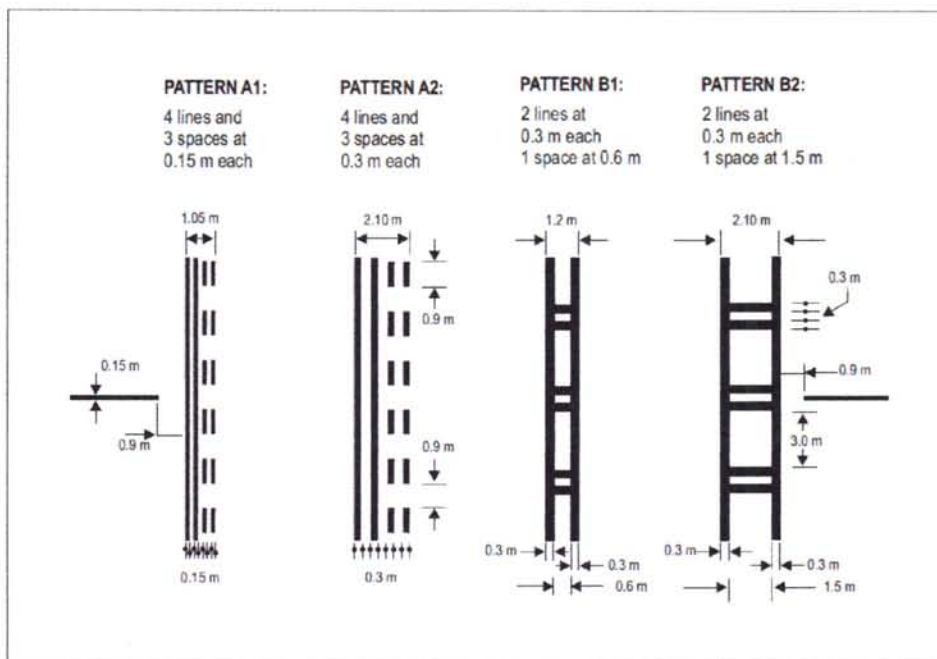 PATTERN A1:
4 lines and
3 spaces at
0.15 m each
PATTERN A2:
4 lines and
3 spaces at
0.3 m each
PATTERN B1:
2 lines at
0.3 m each
1 space at 0.6 m
PATTERN B2:
2 lines at
0.3 m each
1 space at 1.5 m
1.05 m
2.10 m
1.2 m
2.10 m
0.3 m
0.9 m
0.15 m
0.9 m
0.9 m
0.9 m
3.0 m
0.15 m
0.3 m
0.3 m
0.3 m
0.6 m
0.3 m
0.3 m
1.5 m